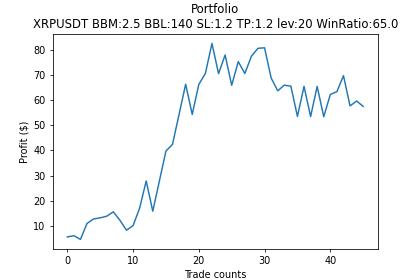 Portfolio
XRPUSDT BBM:2.5 BBL:140 SL:1.2 TP:1.2 lev:20 WinRatio:65.0
80
70
60
50
40
30
20
10
Profit ($)
0 10 20 30 40
Trade counts